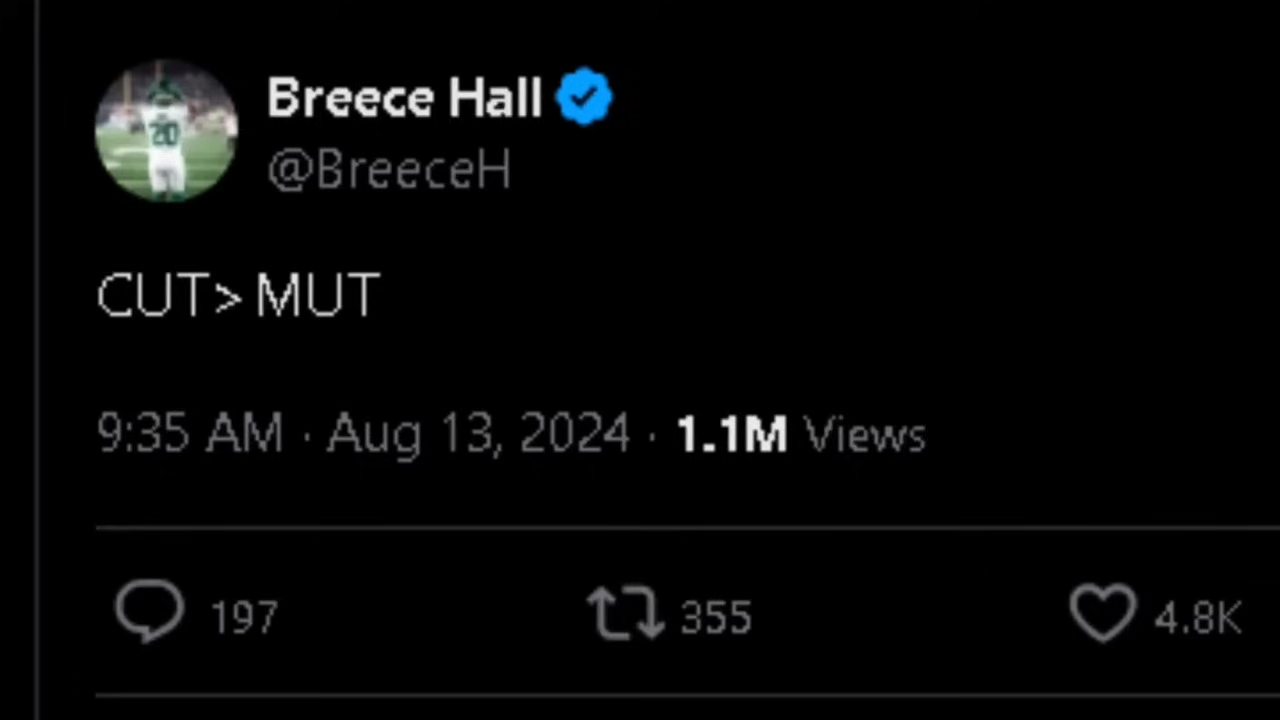 Breece Hall
@BreeceH
CUT> MUT
9:35 AM · Aug 13, 2024 · 1.1M Views
197 355 4.8K